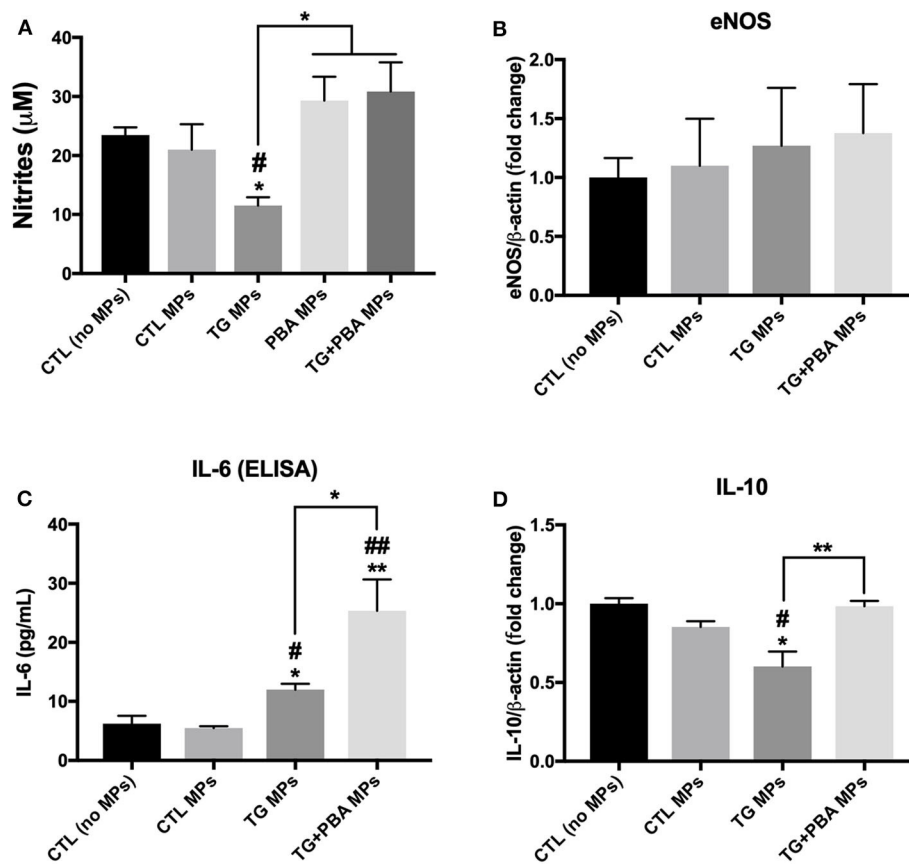 A
Nitrites (μM)
40
30
20
10
0
*
#
*
CTL (no MPs)
CTL MPs
TG MPs
PBA MPs
TG+PBA MPs
B
eNOS
eNOS/β-actin (fold change)
2.0
1.5
1.0
0.5
0.0
CTL (no MPs)
CTL MPs
TG MPs
TG+PBA MPs
C
IL-6 (ELISA)
IL-6 (pg/mL)
40
30
20
10
0
*
##
**
#
*
CTL (no MPs)
CTL MPs
TG MPs
TG+PBA MPs
D
IL-10
IL-10/β-actin (fold change)
1.5
1.0
0.5
0.0
**
#
*
CTL (no MPs)
CTL MPs
TG MPs
TG+PBA MPs